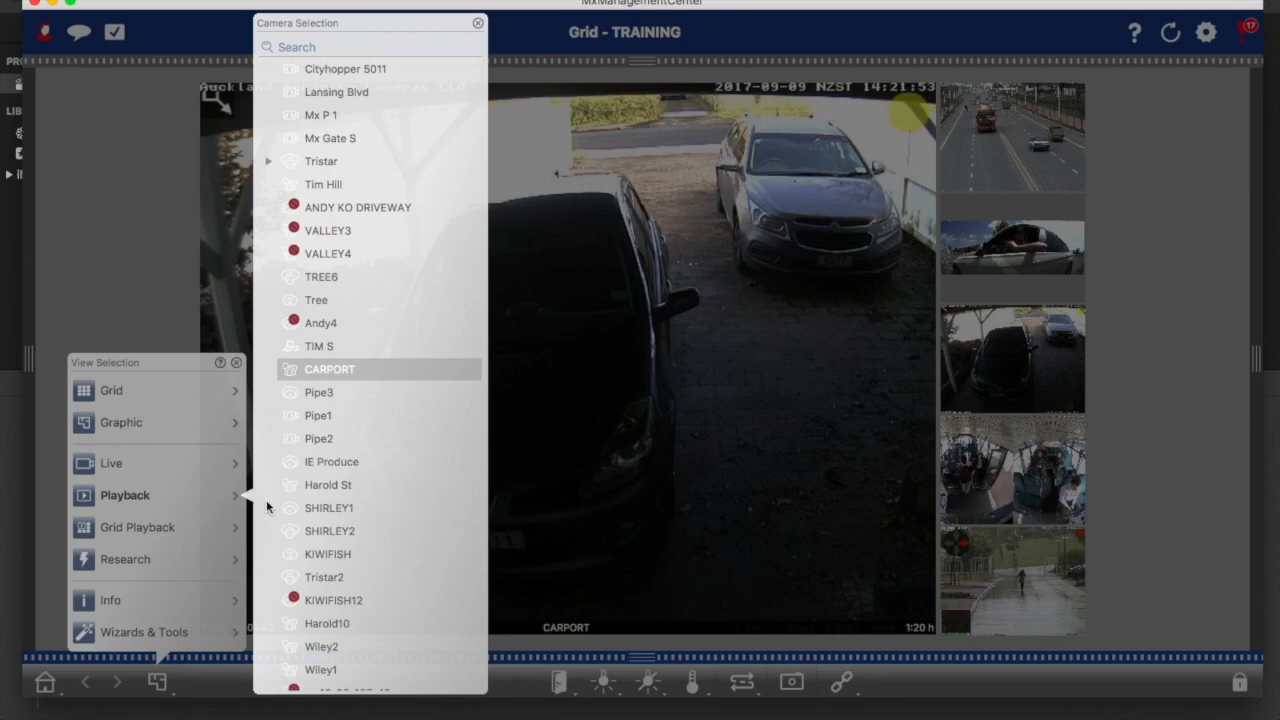 MxManagementCenter
Camera Selection
Search
Grid - TRAINING
?
17
PRO
LIB
2017-09-09 NZST 14:21:53
Cityhopper 5011
Lansing Blvd
Mx P 1
Mx Gate S
Tristar
Tim Hill
ANDY KO DRIVEWAY
VALLEY3
VALLEY4
TREE6
Tree
Andy4
TIM S
CARPORT
Pipe3
Pipe1
Pipe2
IE Produce
Harold St
SHIRLEY1
SHIRLEY2
KIWIFISH
Tristar2
KIWIFISH12
Harold10
Wiley2
Wiley1
View Selection
?
Grid
Graphic
Live
Playback
Grid Playback
Research
Info
Wizards & Tools
CARPORT
1:20 h